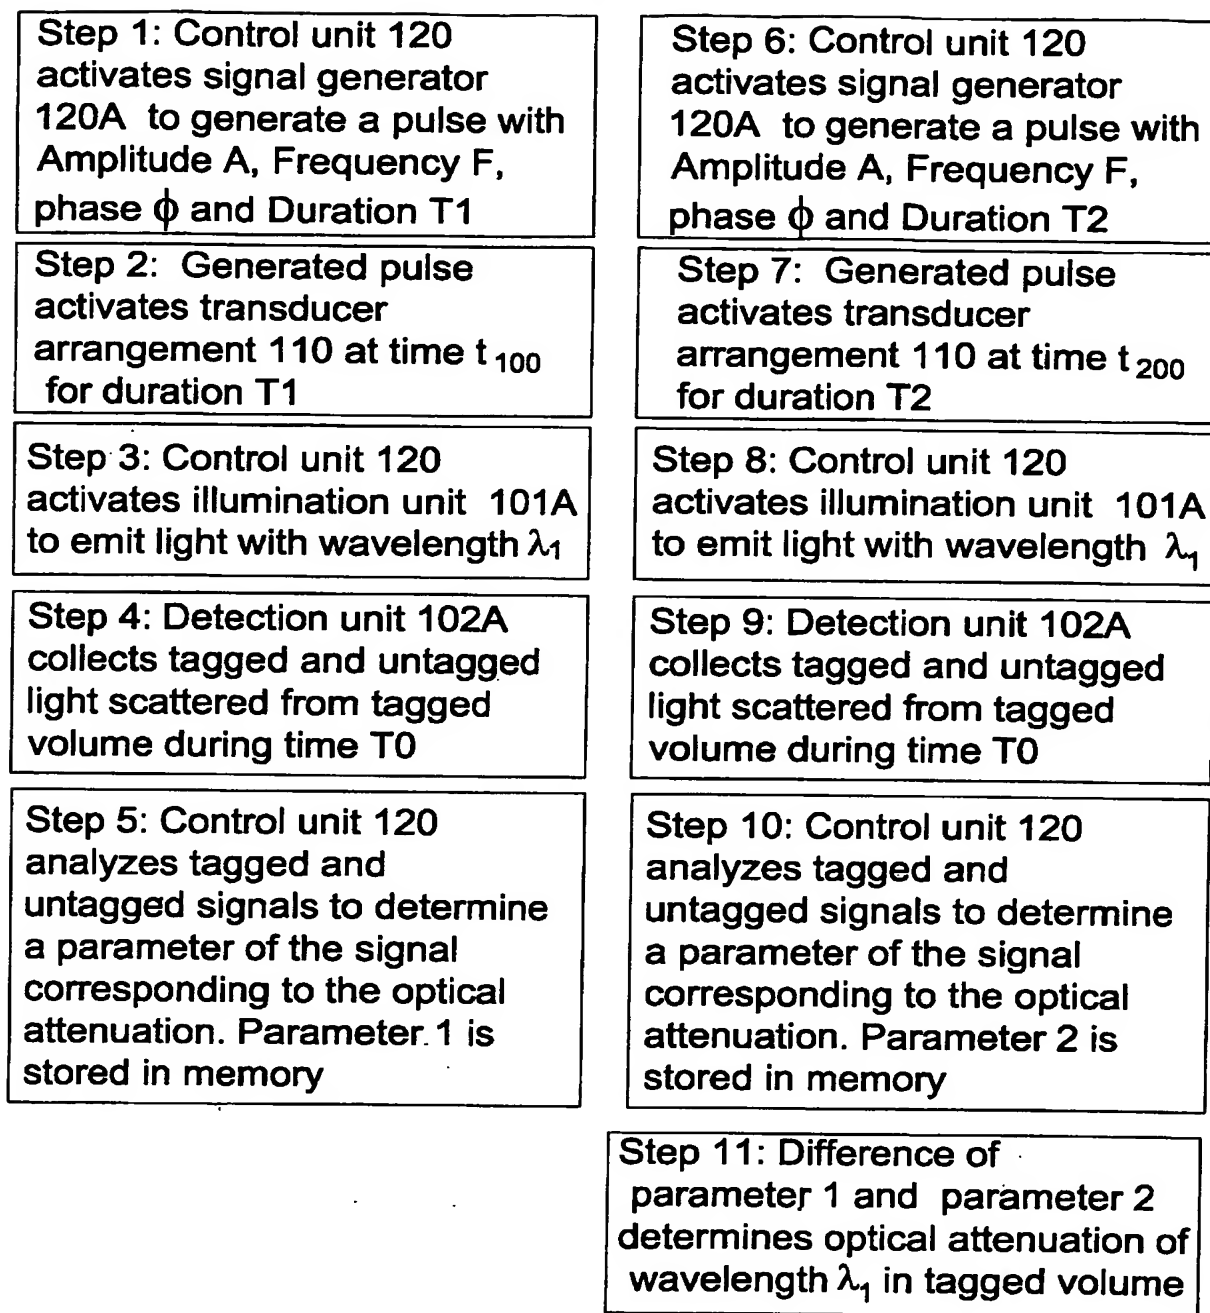 Step 1: Control unit 120
activates signal generator
120A to generate a pulse with
Amplitude A, Frequency F,
phase ϕ and Duration T1
Step 2: Generated pulse
activates transducer
arrangement 110 at time t100
for duration T1
Step 3: Control unit 120
activates illumination unit 101A
to emit light with wavelength λ1
Step 4: Detection unit 102A
collects tagged and untagged
light scattered from tagged
volume during time T0
Step 5: Control unit 120
analyzes tagged and
untagged signals to determine
a parameter of the signal
corresponding to the optical
attenuation. Parameter 1 is
stored in memory
Step 6: Control unit 120
activates signal generator
120A to generate a pulse with
Amplitude A, Frequency F,
phase ϕ and Duration T2
Step 7: Generated pulse
activates transducer
arrangement 110 at time t200
for duration T2
Step 8: Control unit 120
activates illumination unit 101A
to emit light with wavelength λ1
Step 9: Detection unit 102A
collects tagged and untagged
light scattered from tagged
volume during time T0
Step 10: Control unit 120
analyzes tagged and
untagged signals to determine
a parameter of the signal
corresponding to the optical
attenuation. Parameter 2 is
stored in memory
Step 11: Difference of
parameter 1 and parameter 2
determines optical attenuation of
wavelength λ1 in tagged volume